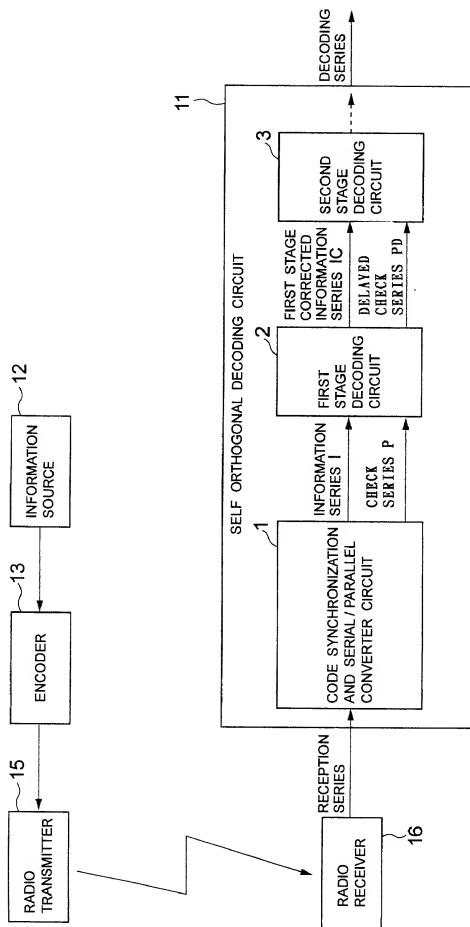 12
INFORMATION
SOURCE
13
ENCODER
15
RADIO
TRANSMITTER
16
RADIO
RECEIVER
RECEPTION
SERIES
11
SELF ORTHOGONAL DECODING CIRCUIT
1
CODE SYNCHRONIZATION
AND SERIAL/PARALLEL
CONVERTER CIRCUIT
INFORMATION
SERIES I
CHECK
SERIES P
2
FIRST STAGE
DECODING
CIRCUIT
FIRST STAGE
CORRECTED
INFORMATION
SERIES IC
DELAYED
CHECK
SERIES PD
3
SECOND
STAGE
DECODING
CIRCUIT
DECODING
SERIES